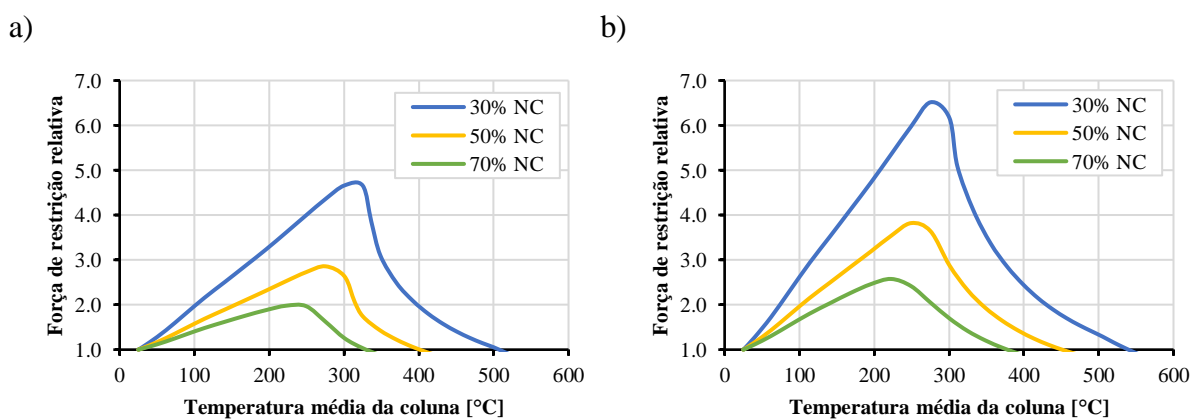 a)
Força de restrição relativa
7.0
6.0
5.0
4.0
3.0
2.0
1.0
30% NC
50% NC
70% NC
0 100 200 300 400 500 600
Temperatura média da coluna [°C]
b)
Força de restrição relativa
7.0
6.0
5.0
4.0
3.0
2.0
1.0
30% NC
50% NC
70% NC
0 100 200 300 400 500 600
Temperatura média da coluna [°C]